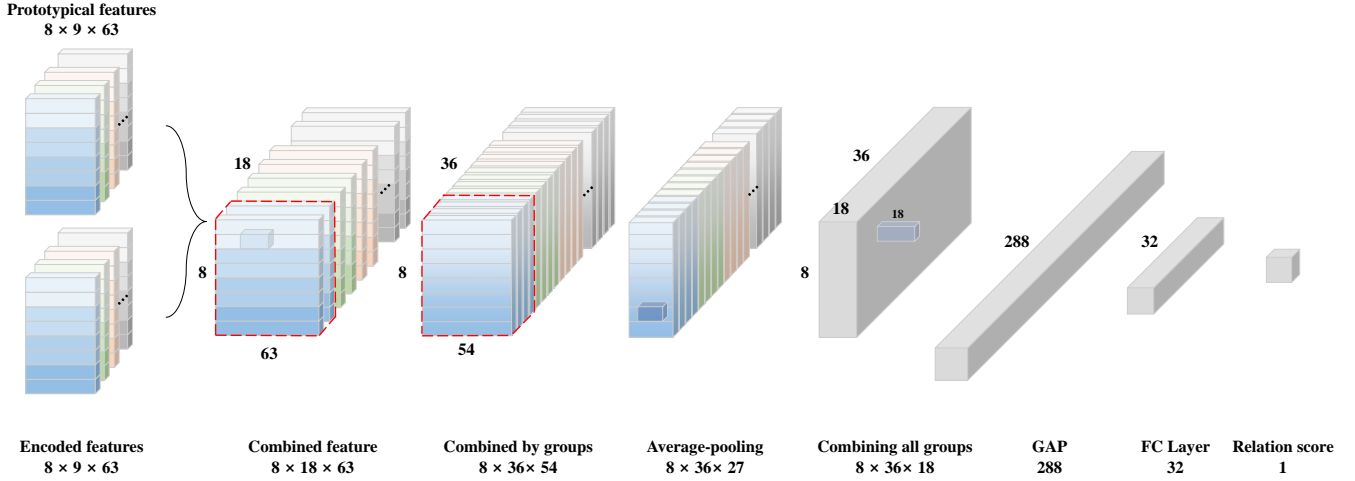 Prototypical features
8 × 9 × 63
18
8
63
36
8
54
36
18
18
8
288
32
Encoded features
8 × 9 × 63
Combined feature
8 × 18 × 63
Combined by groups
8 × 36× 54
Average-pooling
8 × 36× 27
Combining all groups
8 × 36× 18
GAP
288
FC Layer
32
Relation score
1